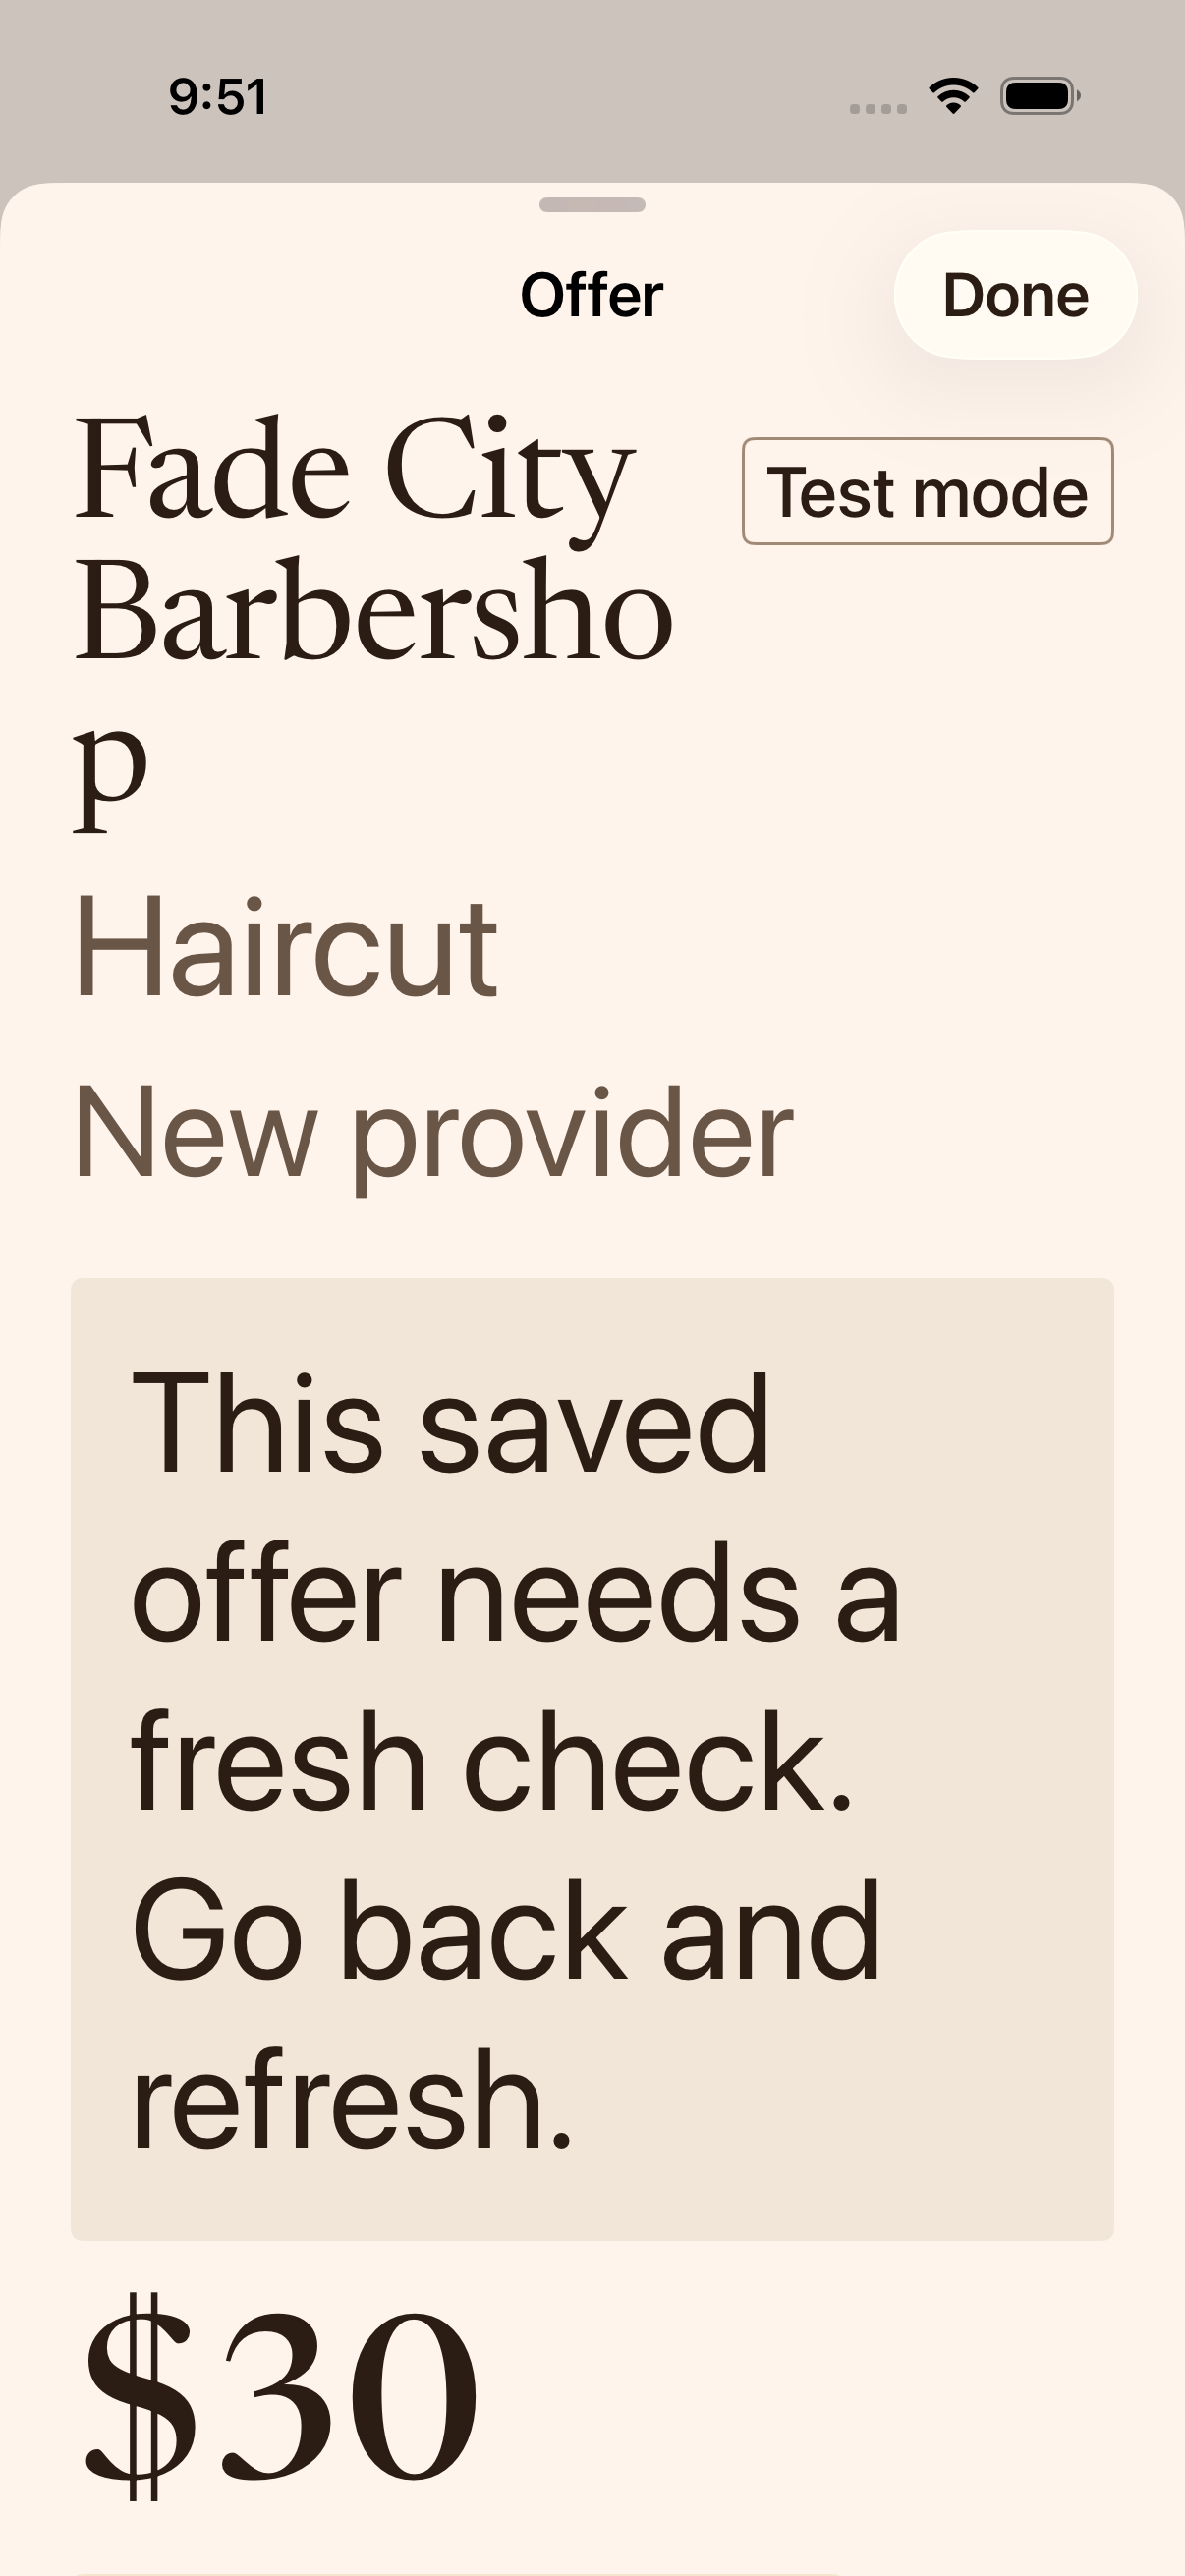 9:51
Offer
Done
Fade City
Test mode
Barbersho
p
Haircut
New provider
This saved
offer needs a
fresh check.
Go back and
refresh.
$30